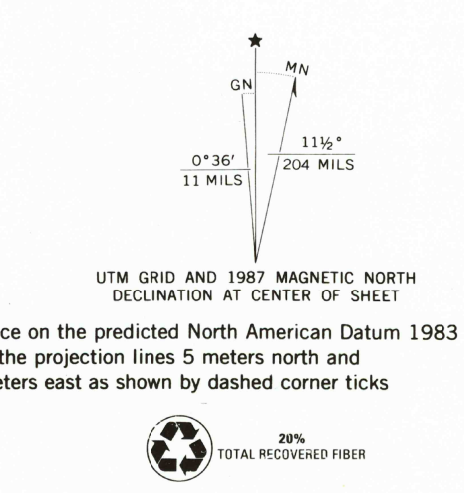 ★
MN
GN
11½°
0°36′
204 MILS
11 MILS
UTM GRID AND 1987 MAGNETIC NORTH
DECLINATION AT CENTER OF SHEET
ce on the predicted North American Datum 1983
the projection lines 5 meters north and
eters east as shown by dashed corner ticks
20%
TOTAL RECOVERED FIBER